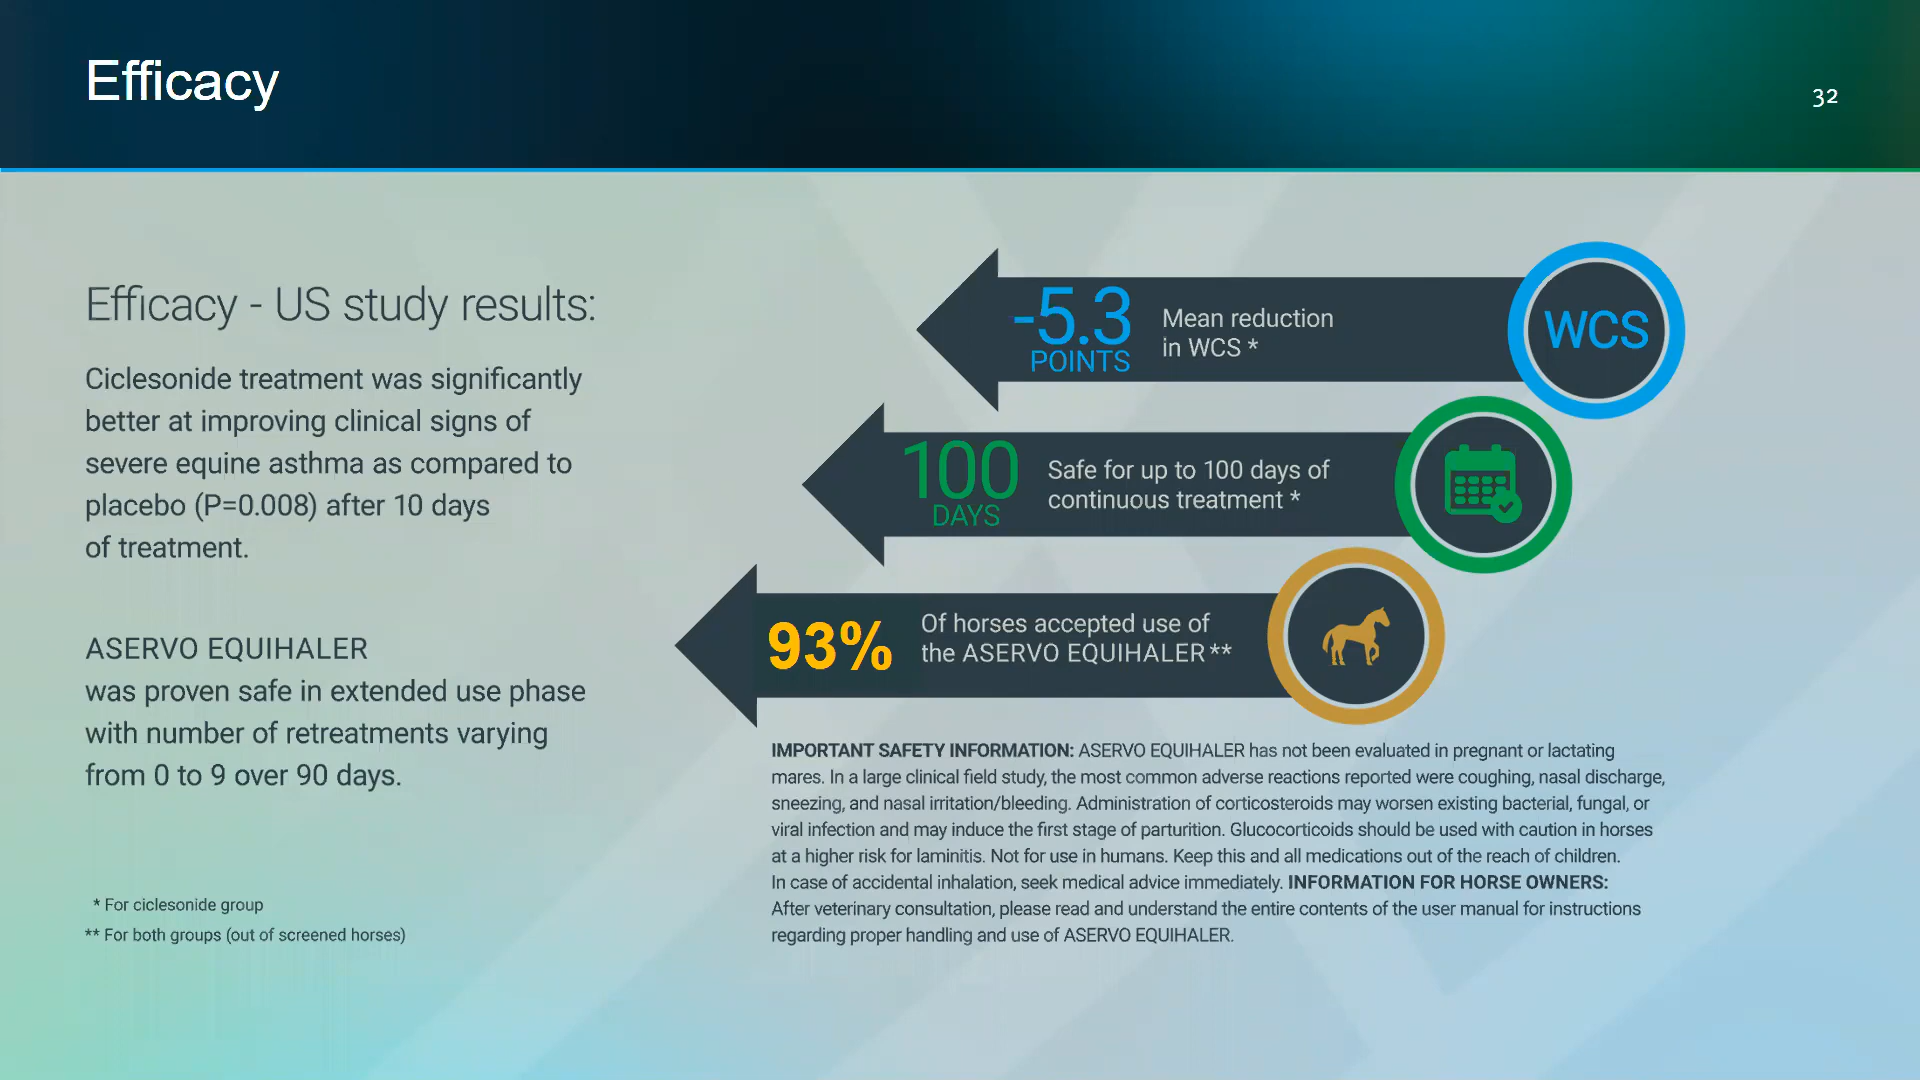 Efficacy
32
Efficacy - US study results:
Ciclesonide treatment was significantly
better at improving clinical signs of
severe equine asthma as compared to
placebo (P=0.008) after 10 days
of treatment.
ASERVO EQUIHALER
was proven safe in extended use phase
with number of retreatments varying
from 0 to 9 over 90 days.
* For ciclesonide group
** For both groups (out of screened horses)
-5.3
POINTS
Mean reduction
in WCS *
WCS
100
DAYS
Safe for up to 100 days of
continuous treatment *
93%
Of horses accepted use of
the ASERVO EQUIHALER**
IMPORTANT SAFETY INFORMATION: ASERVO EQUIHALER has not been evaluated in pregnant or lactating
mares. In a large clinical field study, the most common adverse reactions reported were coughing, nasal discharge,
sneezing, and nasal irritation/bleeding. Administration of corticosteroids may worsen existing bacterial, fungal, or
viral infection and may induce the first stage of parturition. Glucocorticoids should be used with caution in horses
at a higher risk for laminitis. Not for use in humans. Keep this and all medications out of the reach of children.
In case of accidental inhalation, seek medical advice immediately. INFORMATION FOR HORSE OWNERS:
After veterinary consultation, please read and understand the entire contents of the user manual for instructions
regarding proper handling and use of ASERVO EQUIHALER.